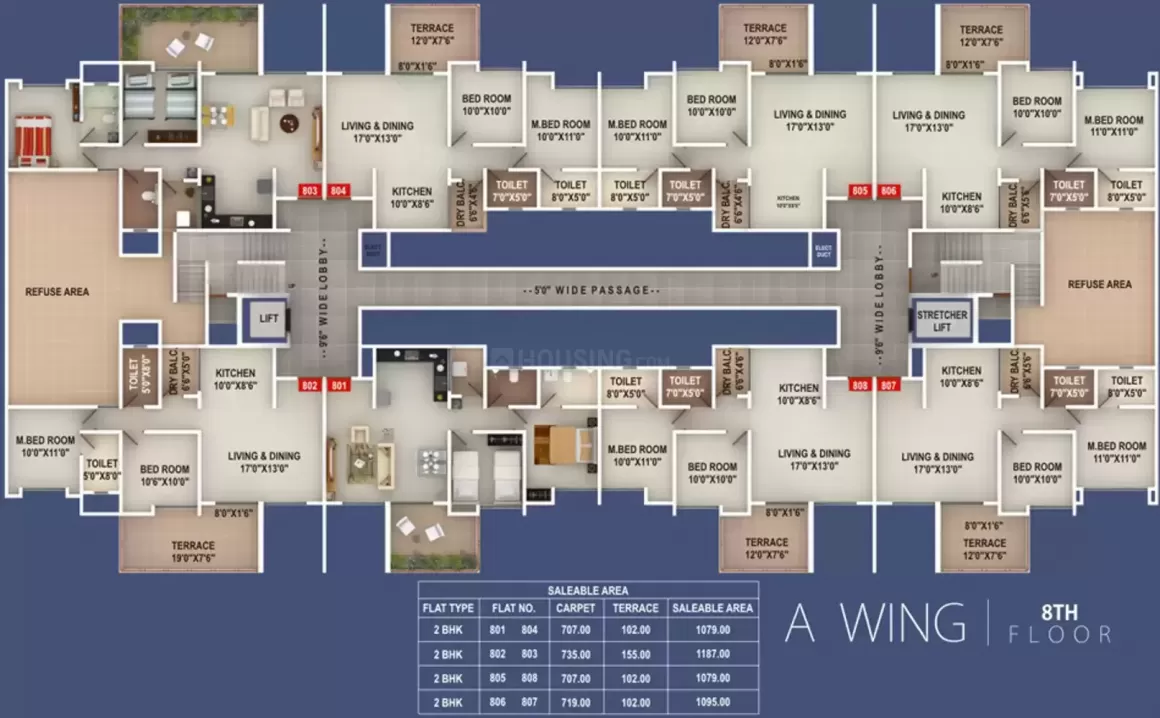 TERRACE
12'0"X7'6"
8'0"X1'6"
TERRACE
12'0"X7'6"
8'0"X1'6"
TERRACE
12'0"X7'6"
8'0"X1'6"
LIVING & DINING
17'0"X13'0"
BED ROOM
10'0"X10'0"
M.BED ROOM
10'0"X11'0"
M.BED ROOM
10'0"X11'0"
BED ROOM
10'0"X10'0"
LIVING & DINING
17'0"X13'0"
LIVING & DINING
17'0"X13'0"
BED ROOM
10'0"X10'0"
M.BED ROOM
11'0"X11'0"
803 804
KITCHEN
10'0"X8'6"
DRY BALC.
6'6"X4'6"
TOILET
7'0"X5'0"
TOILET
8'0"X5'0"
TOILET
8'0"X5'0"
TOILET
7'0"X5'0"
DRY BALC.
6'6"X4'6"
KITCHEN
10'0"X8'6"
805 806
KITCHEN
10'0"X8'6"
DRY BALC.
6'6"X5'6"
TOILET
7'0"X5'0"
TOILET
8'0"X5'0"
REFUSE AREA
UP
LIFT
--9'6" WIDE LOBBY--
ELECT
DUCT
--5'0" WIDE PASSAGE--
ELECT
DUCT
--9'6" WIDE LOBBY--
UP
STRETCHER
LIFT
REFUSE AREA
HOUSING.COM
TOILET
5'0"X8'0"
DRY BALC.
6'6"X5'0"
KITCHEN
10'0"X8'6"
802 801
TOILET
8'0"X5'0"
TOILET
7'0"X5'0"
DRY BALC.
6'6"X4'6"
KITCHEN
10'0"X8'6"
808 807
KITCHEN
10'0"X8'6"
DRY BALC.
6'6"X5'6"
TOILET
7'0"X5'0"
TOILET
8'0"X5'0"
M.BED ROOM
10'0"X11'0"
TOILET
5'0"X8'0"
BED ROOM
10'6"X10'0"
LIVING & DINING
17'0"X13'0"
M.BED ROOM
10'0"X11'0"
BED ROOM
10'0"X10'0"
LIVING & DINING
17'0"X13'0"
LIVING & DINING
17'0"X13'0"
BED ROOM
10'0"X10'0"
M.BED ROOM
11'0"X11'0"
8'0"X1'6"
TERRACE
19'0"X7'6"
8'0"X1'6"
TERRACE
12'0"X7'6"
8'0"X1'6"
TERRACE
12'0"X7'6"
SALEABLE AREA
FLAT TYPE FLAT NO. CARPET TERRACE SALEABLE AREA
2 BHK 801 804 707.00 102.00 1079.00
2 BHK 802 803 735.00 155.00 1187.00
2 BHK 805 808 707.00 102.00 1079.00
2 BHK 806 807 719.00 102.00 1095.00
A WING
8TH
FLOOR